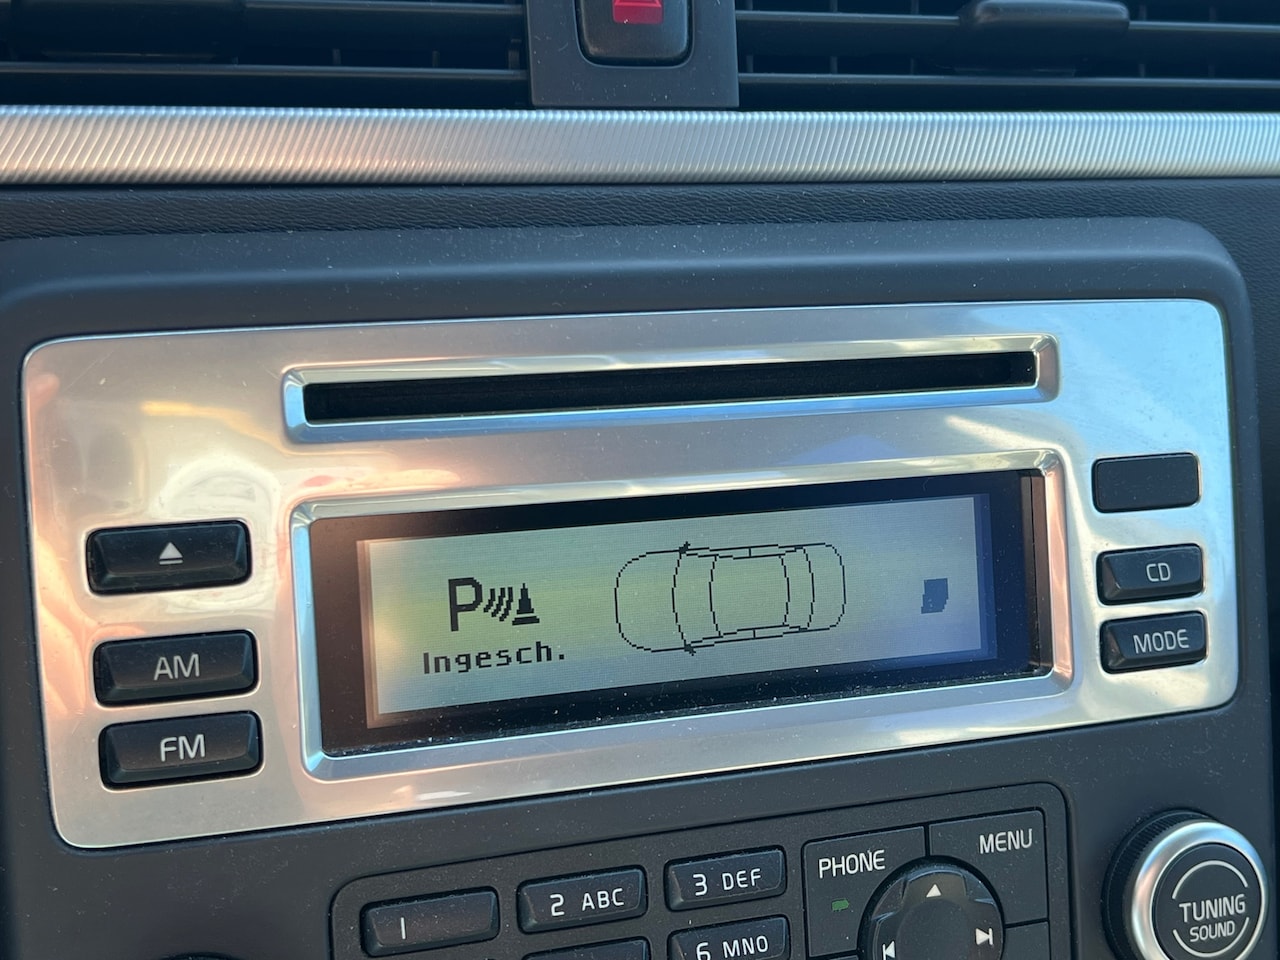 P
Ingesch.
AM
FM
CD
MODE
1
2 ABC
3 DEF
6 MNO
PHONE
MENU
TUNING
SOUND